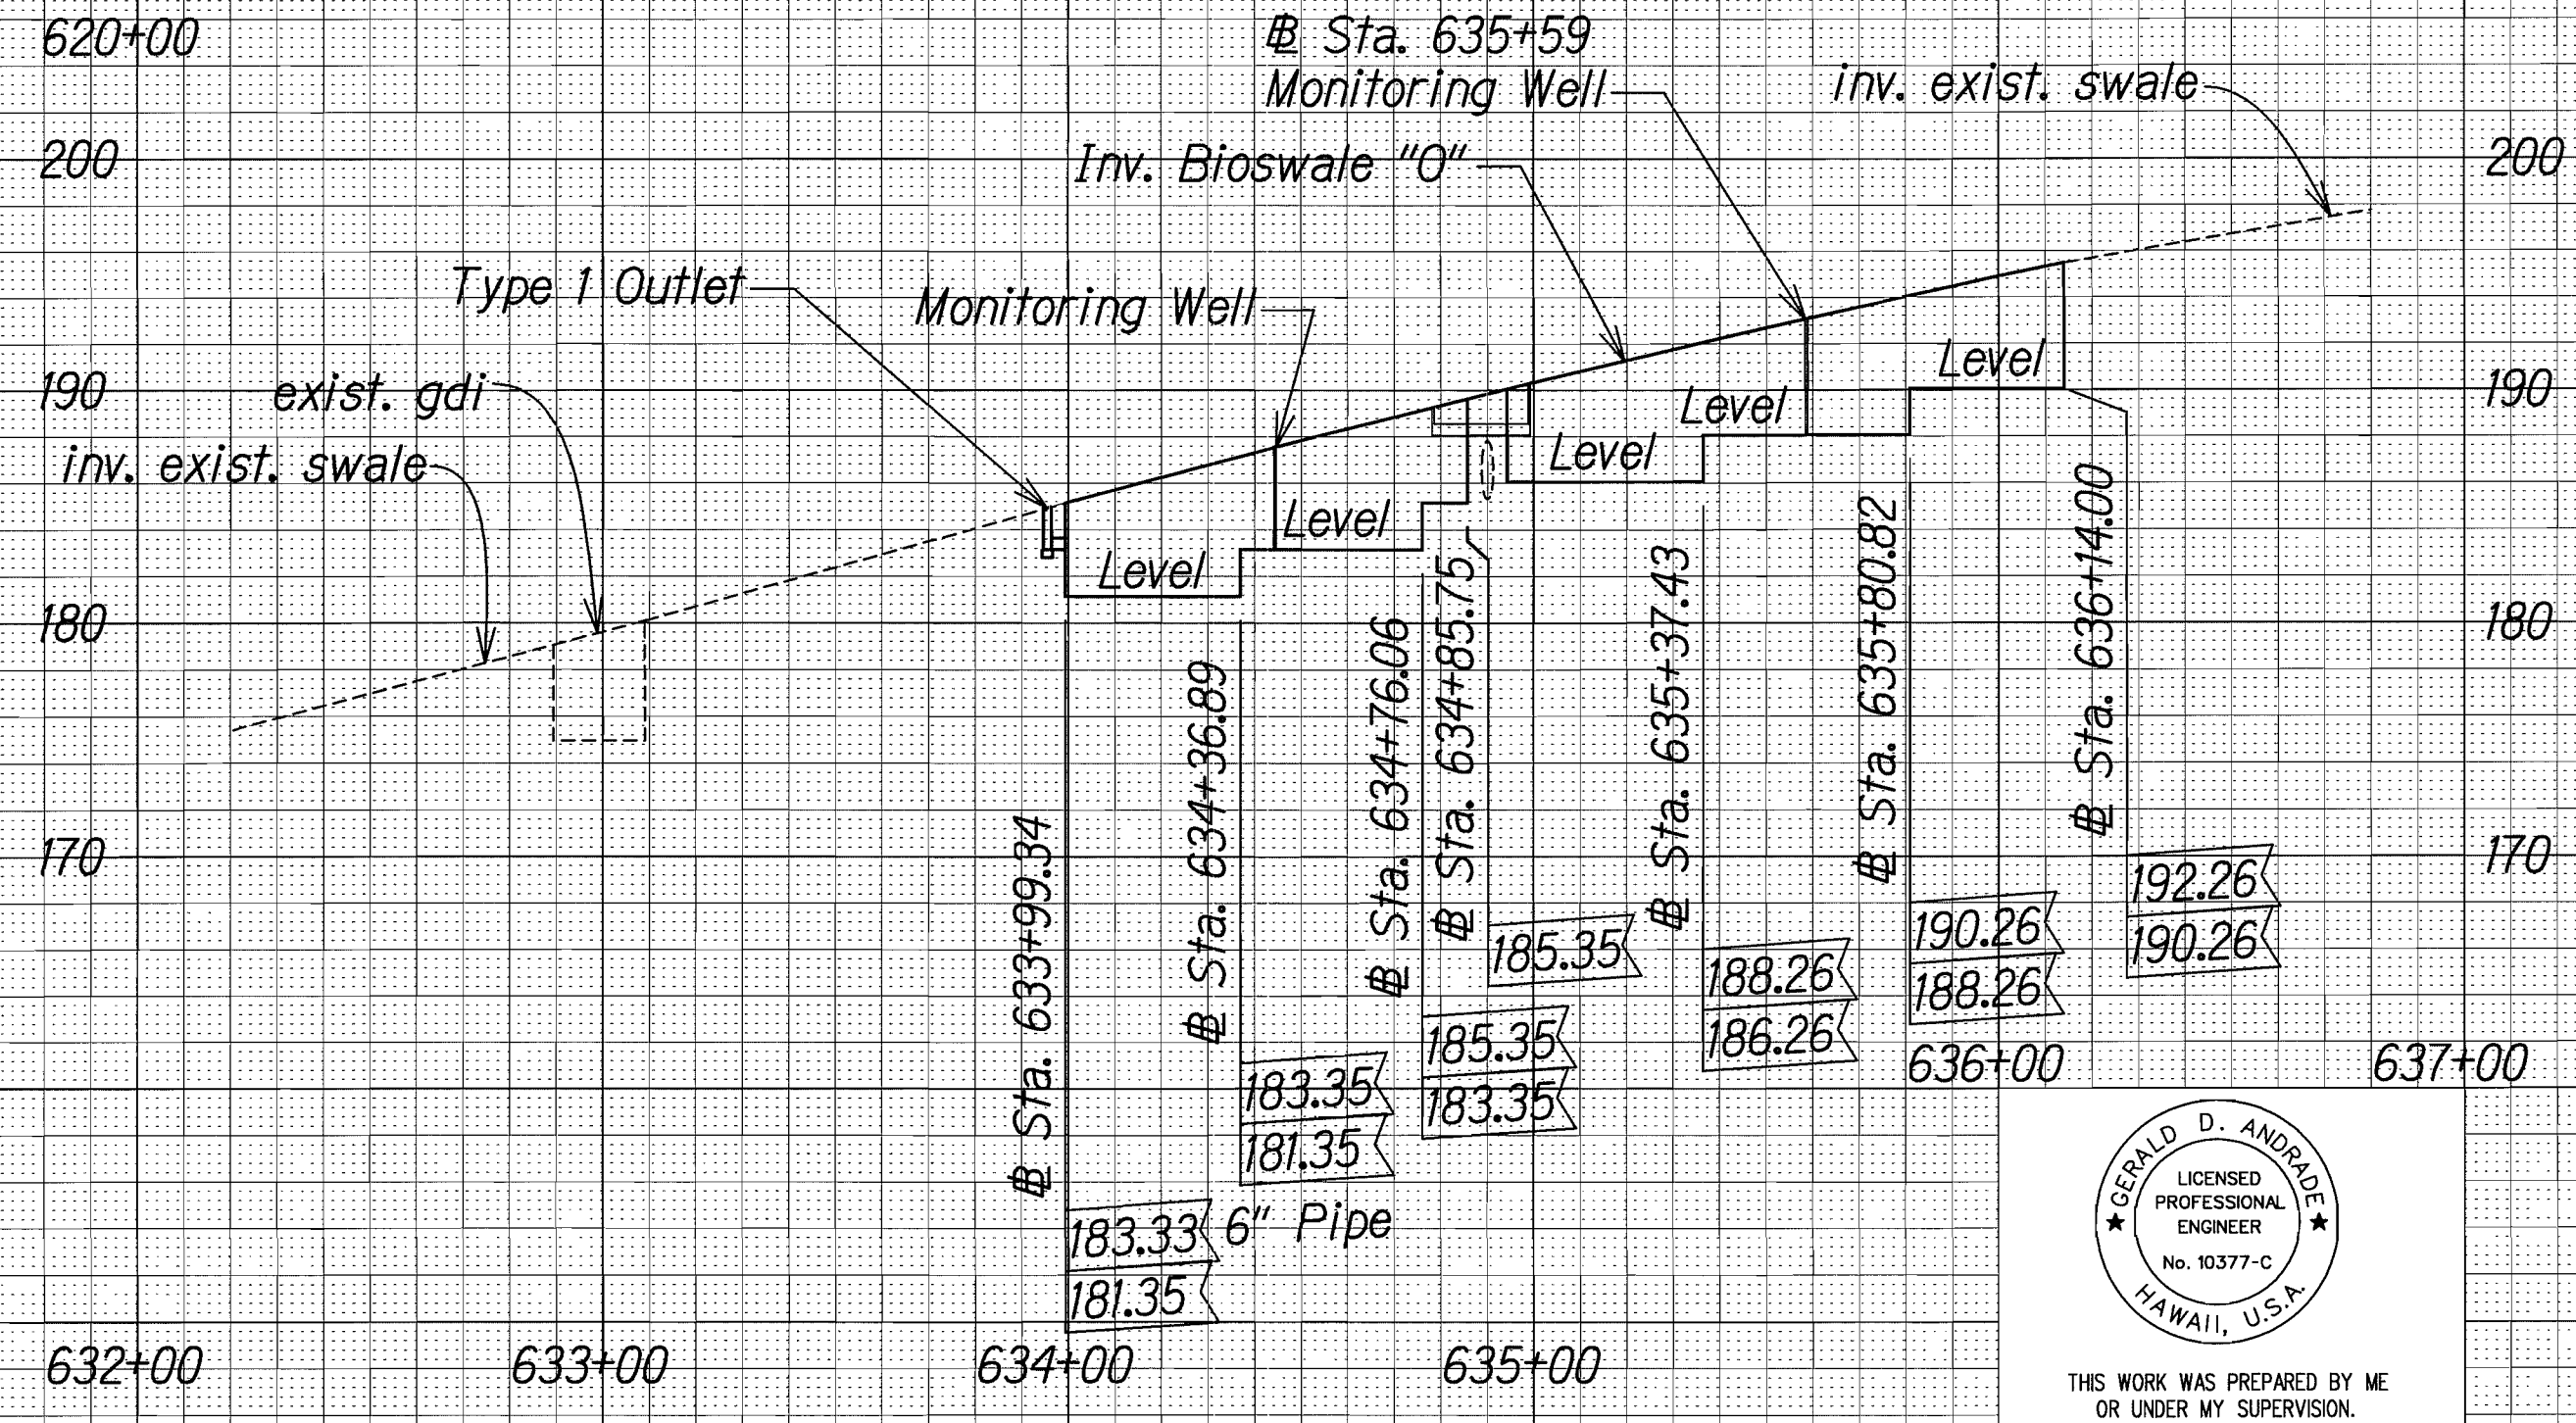 620+00
℄ Sta. 635+59
Monitoring Well
inv. exist. swale
200
Inv. Bioswale "O"
200
Type 1 Outlet
Monitoring Well
190
exist. gdi
Level
Level
190
inv. exist. swale
Level
Level
Level
180
180
170
170
Sta. 633+99.34
Sta. 634+36.89
Sta. 634+76.06
Sta. 634+85.75
Sta. 635+37.43
Sta. 635+80.82
Sta. 636+14.00
192.26
190.26
190.26
188.26
185.35
188.26
186.26
185.35
183.35
183.35
181.35
183.33 6" Pipe
181.35
636+00
637+00
632+00
633+00
634+00
635+00
GERALD D. ANDRADE
LICENSED
PROFESSIONAL
ENGINEER
No. 10377-C
HAWAII, U.S.A.
THIS WORK WAS PREPARED BY ME
OR UNDER MY SUPERVISION.